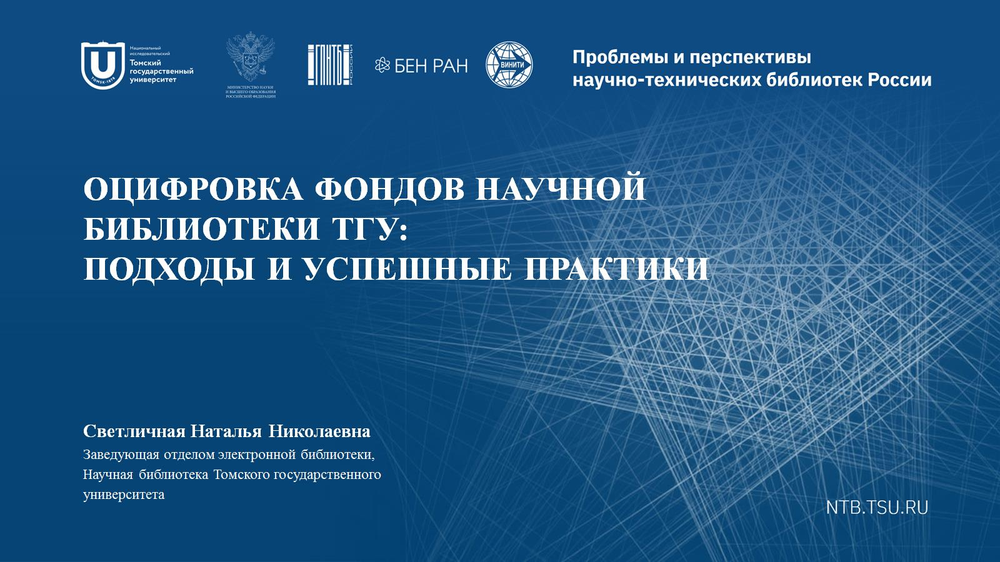 Национальный
исследовательский
Томский
государственный
университет
TOMSK-1878
МИНИСТЕРСТВО НАУКИ
И ВЫСШЕГО ОБРАЗОВАНИЯ
РОССИЙСКОЙ ФЕДЕРАЦИИ
ГПНТБ
РОССИИ
БЕН РАН
ВИНИТИ
Проблемы и перспективы
научно-технических библиотек России
ОЦИФРОВКА ФОНДОВ НАУЧНОЙ
БИБЛИОТЕКИ ТГУ:
ПОДХОДЫ И УСПЕШНЫЕ ПРАКТИКИ
Светличная Наталья Николаевна
Заведующая отделом электронной библиотеки,
Научная библиотека Томского государственного
университета
NTB.TSU.RU